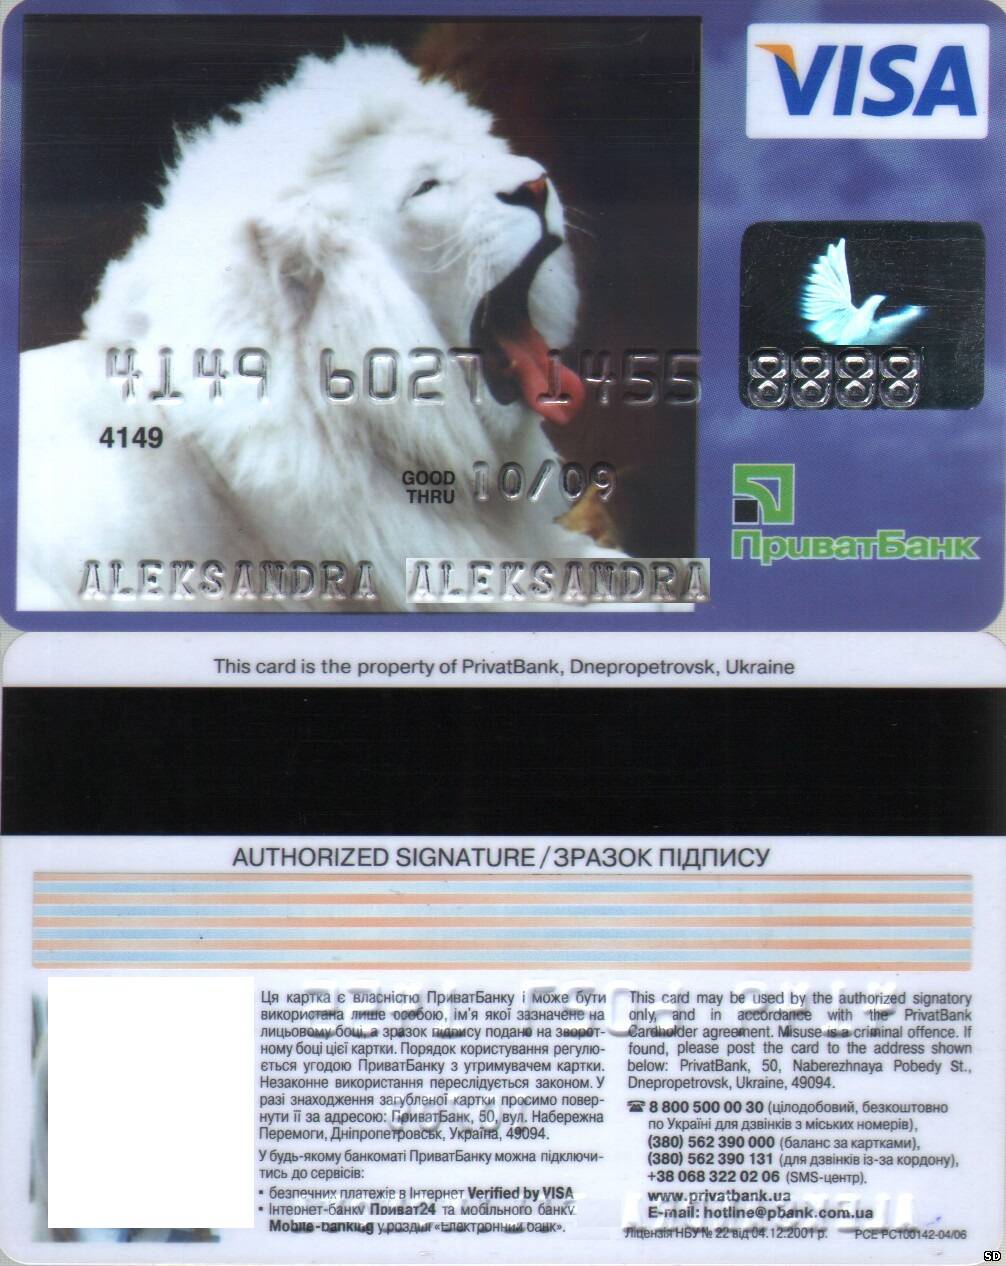 VISA
4149 6027 1455 8888
4149
GOOD THRU 10/09
ПриватБанк
ALEKSANDRA ALEKSANDRA
This card is the property of PrivatBank, Dnepropetrovsk, Ukraine
AUTHORIZED SIGNATURE / ЗРАЗОК ПІДПИСУ
Ця картка є власністю ПриватБанку і може бути
використана лише особою, ім'я якої зазначене на
лицьовому боці, а зразок підпису подано на зворот-
ному боці цієї картки. Порядок користування регулю-
ється угодою ПриватБанку з утримувачем картки.
Незаконне використання переслідується законом. У
разі знаходження загубленої картки просимо повер-
нути її за адресою: ПриватБанк, 50, вул. Набережна
Перемоги, Дніпропетровськ, Україна, 49094.
У будь-якому банкоматі ПриватБанку можна підключи-
тись до сервісів:
• безпечних платежів в Інтернет Verified by VISA
• Інтернет-банку Приват24 та мобільного банку.
Mobile-banking у розділі «Електронний банк».
This card may be used by the authorized signatory
only, and in accordance with the PrivatBank
Cardholder agreement. Misuse is a criminal offence. If
found, please post the card to the address shown
below: PrivatBank, 50, Naberezhnaya Pobedy St.,
Dnepropetrovsk, Ukraine, 49094.
☎ 8 800 500 00 30 (цілодобовий, безкоштовно
по Україні для дзвінків з міських номерів),
(380) 562 390 000 (баланс за картками),
(380) 562 390 131 (для дзвінків із-за кордону),
+38 068 322 02 06 (SMS-центр).
www.privatbank.ua
E-mail: hotline@pbank.com.ua
Ліцензія НБУ № 22 від 04.12.2001 р. PCE PC100142-04/06
SD